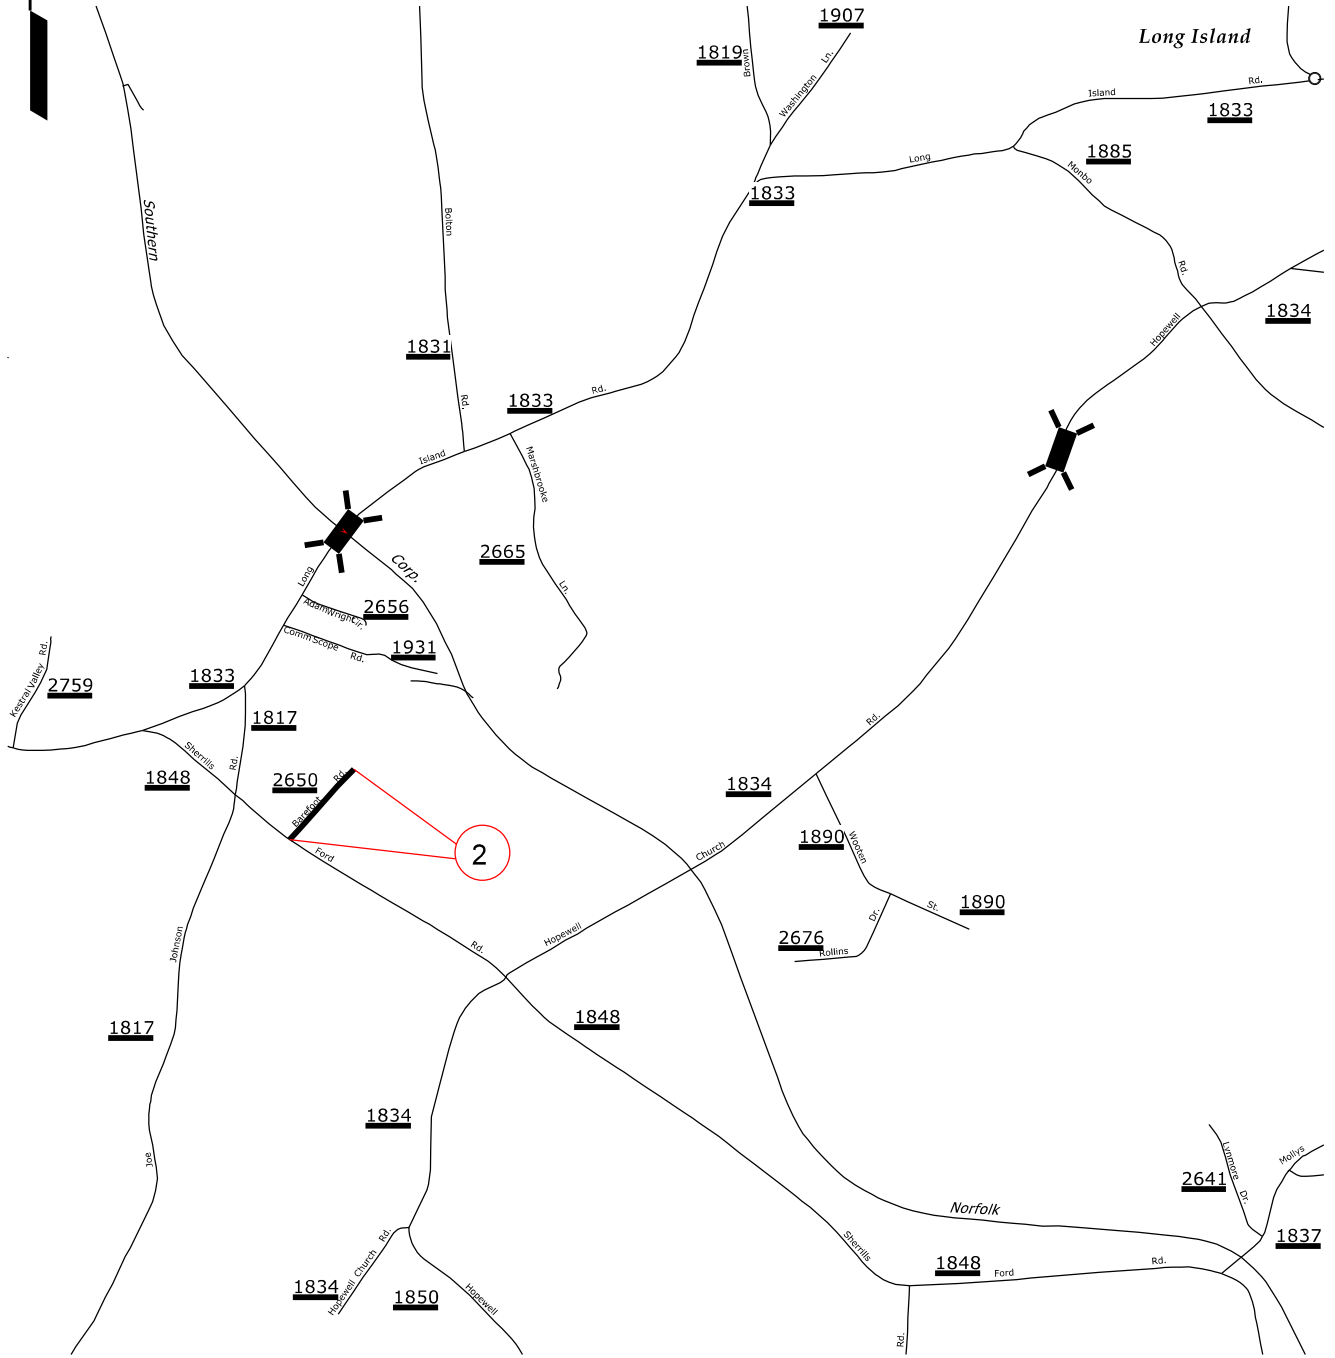 1907
Long Island
1819
Brown
Washington Ln.
Island Rd.
1833
1885
Long
Monbo
1833
Southern
Bolton
Rd.
1834
Hopewell
1831
Rd.
1833
Rd.
Island
Marshbrooke
2665
Corp.
Long
Ln.
2656
AdamWright Cir.
CommScope Rd.
1931
Kestral Valley Rd.
2759
1833
1817
Rd.
Sherrills
1848
2650
Barefoot Rd.
Rd.
1834
2
Ford
Church
1890
Wooten
1890
St.
Dr.
2676
Rollins
Johnson
Hopewell
Rd.
1817
1848
1834
Joe
Lynmore Dr.
Mollys
2641
Norfolk
1837
Sherrills
Hopewell Church Rd.
1834
1850
Hopewell
1848
Ford
Rd.
Rd.